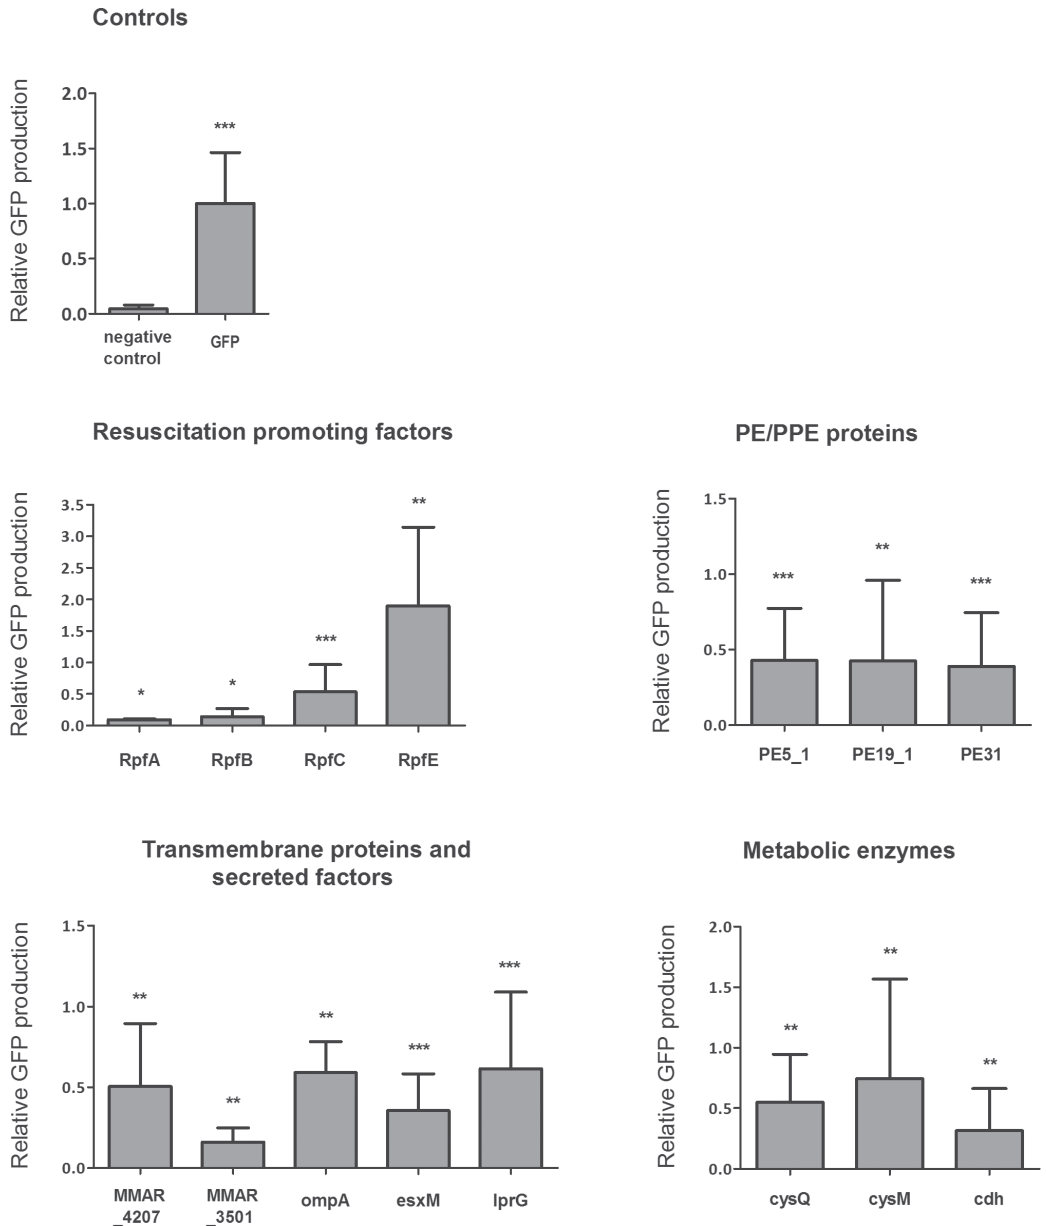 Controls
Relative GFP production
2.0
1.5
1.0
0.5
0.0
***
negative
control
GFP
Resuscitation promoting factors
Relative GFP production
3.5
3.0
2.5
2.0
1.5
1.0
0.5
0.0
*
*
***
**
RpfA
RpfB
RpfC
RpfE
PE/PPE proteins
Relative GFP production
1.5
1.0
0.5
0.0
***
**
***
PE5_1
PE19_1
PE31
Transmembrane proteins and
secreted factors
Relative GFP production
1.5
1.0
0.5
0.0
**
**
**
***
***
MMAR
_4207
MMAR
_3501
ompA
esxM
lprG
Metabolic enzymes
Relative GFP production
2.0
1.5
1.0
0.5
0.0
**
**
**
cysQ
cysM
cdh